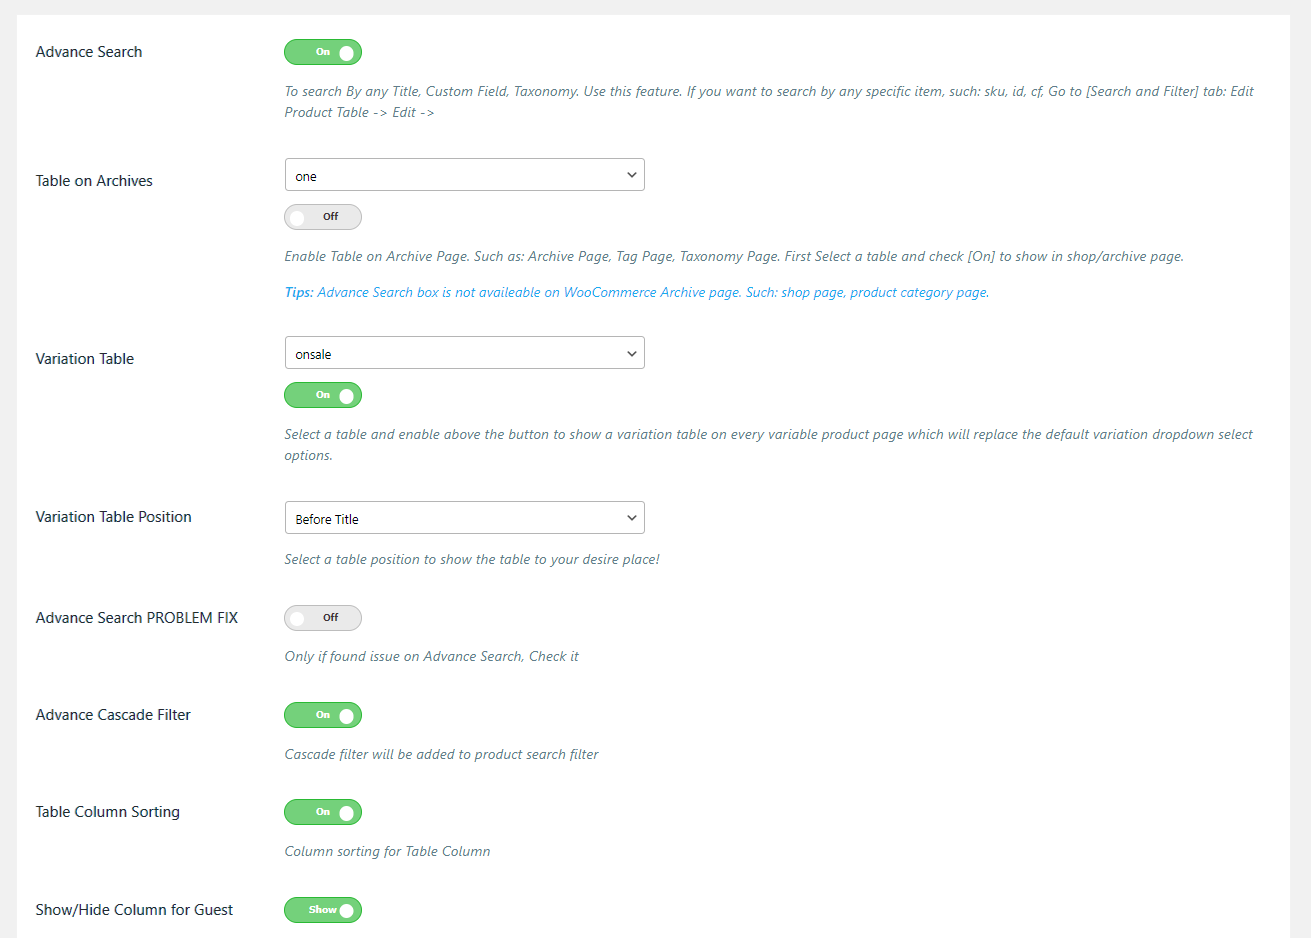 Advance Search
On
To search By any Title, Custom Field, Taxonomy. Use this feature. If you want to search by any specific item, such: sku, id, cf, Go to [Search and Filter] tab: Edit
Product Table -> Edit ->
Table on Archives
one
Off
Enable Table on Archive Page. Such as: Archive Page, Tag Page, Taxonomy Page. First Select a table and check [On] to show in shop/archive page.
Tips: Advance Search box is not availeable on WooCommerce Archive page. Such: shop page, product category page.
Variation Table
onsale
On
Select a table and enable above the button to show a variation table on every variable product page which will replace the default variation dropdown select
options.
Variation Table Position
Before Title
Select a table position to show the table to your desire place!
Advance Search PROBLEM FIX
Off
Only if found issue on Advance Search, Check it
Advance Cascade Filter
On
Cascade filter will be added to product search filter
Table Column Sorting
On
Column sorting for Table Column
Show/Hide Column for Guest
Show